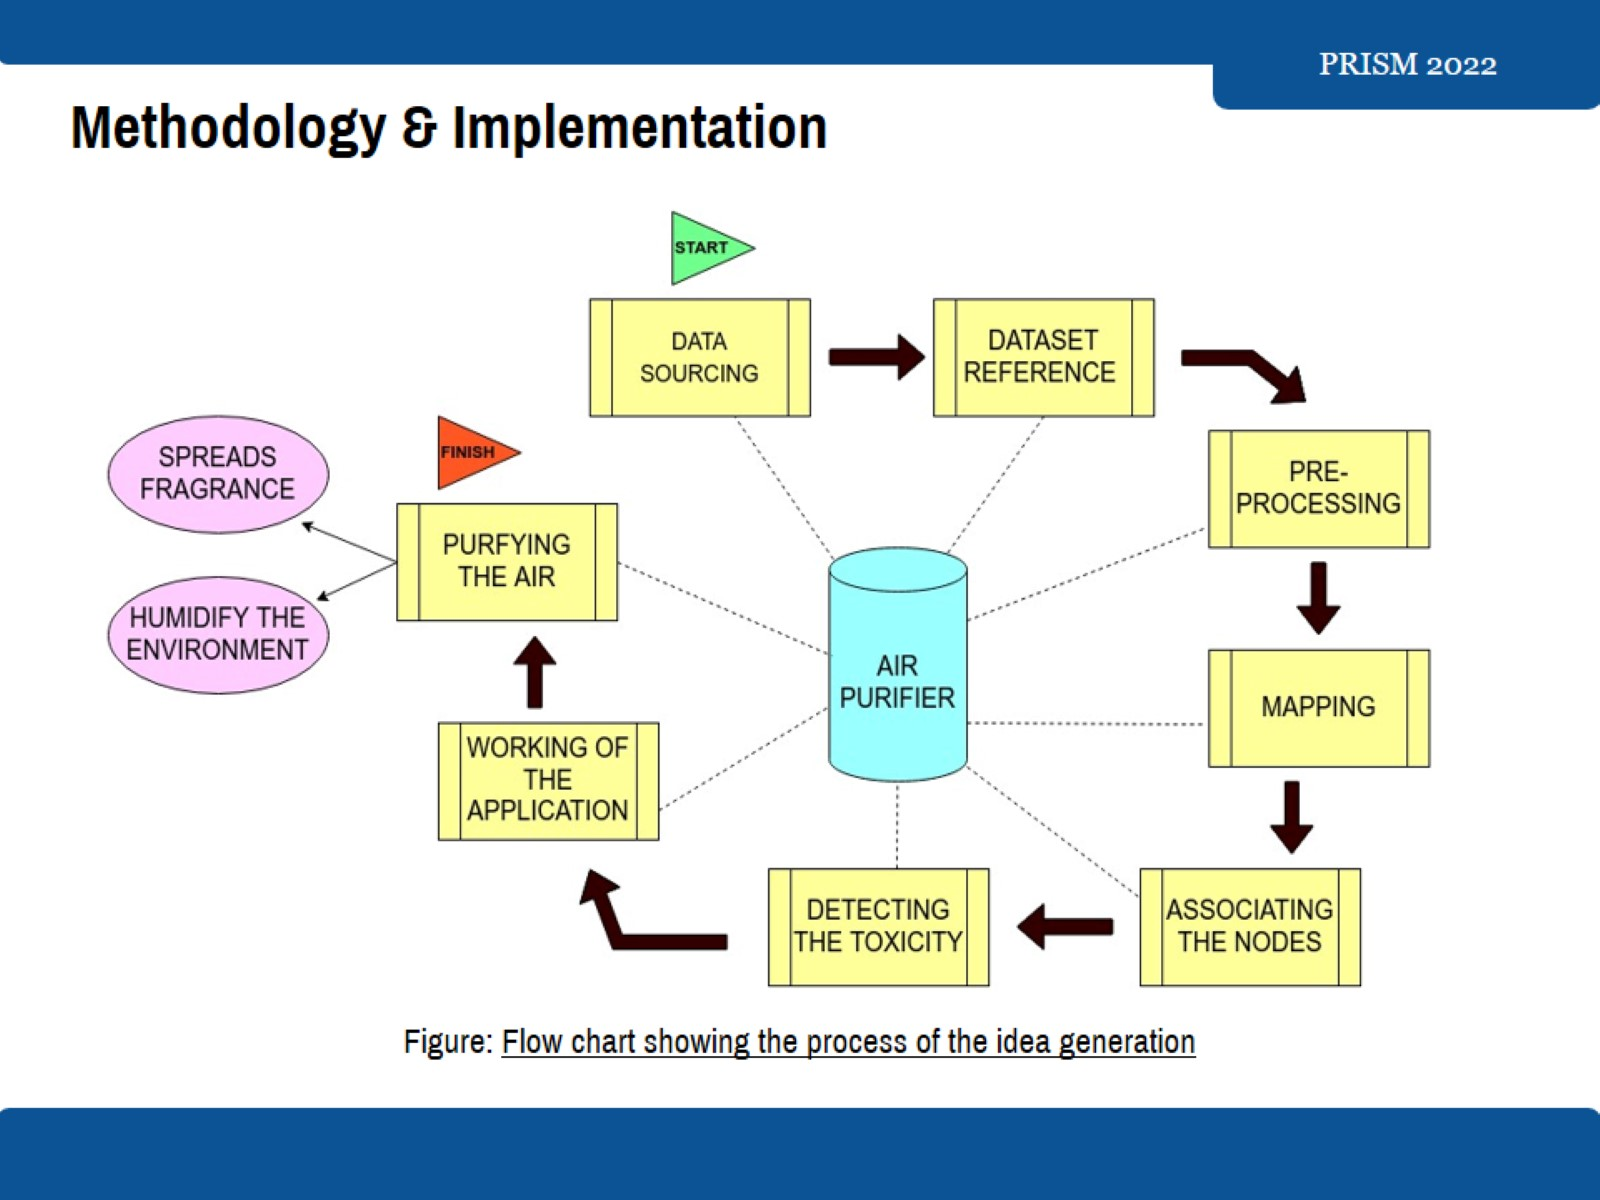 PRISM 2022
Methodology & Implementation
START
DATA
SOURCING
DATASET
REFERENCE
PRE-
PROCESSING
MAPPING
ASSOCIATING
THE NODES
DETECTING
THE TOXICITY
WORKING OF
THE
APPLICATION
FINISH
PURFYING
THE AIR
SPREADS
FRAGRANCE
HUMIDIFY THE
ENVIRONMENT
AIR
PURIFIER
Figure: Flow chart showing the process of the idea generation